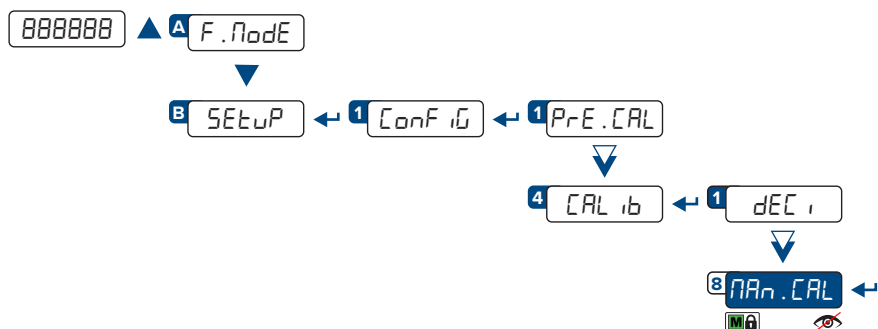 888888 A F.ModE
B SEtuP 1 ConFiG 1 PrE.CAL
4 CALib 1 dECi
8 MAn.CAL
M